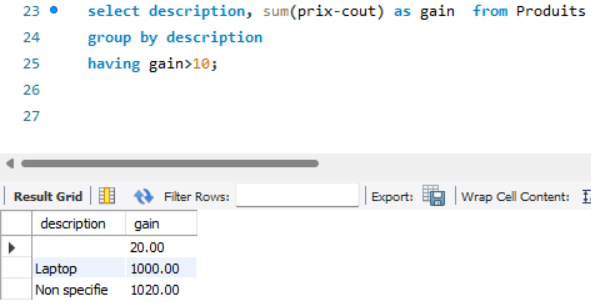 23 select description, sum(prix-cout) as gain from Produits
24 group by description
25 having gain>10;
26
27
Result Grid Filter Rows: Export: Wrap Cell Content:
description gain
20.00
Laptop 1000.00
Non specifie 1020.00